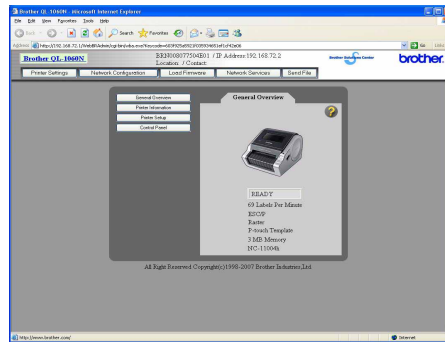 Brother QL-1060N - Microsoft Internet Explorer
File Edit View Favorites Tools Help
Back Search Favorites
Address Go Links
Brother QL-1060N
BRN008077504E01 / IP Address:192.168.72.2
Location : / Contact:
Brother Solutions Center
brother.
Printer Settings Network Configuration Load Firmware Network Services Send File
General Overview
Printer Information
Printer Setup
Control Panel
General Overview
READY
69 Labels Per Minute
ESC/P
Raster
P-touch Template
3 MB Memory
NC-11004h
All Right Reserved Copyright(c)1998-2007 Brother Industries,Ltd.
http://www.brother.com/ Internet